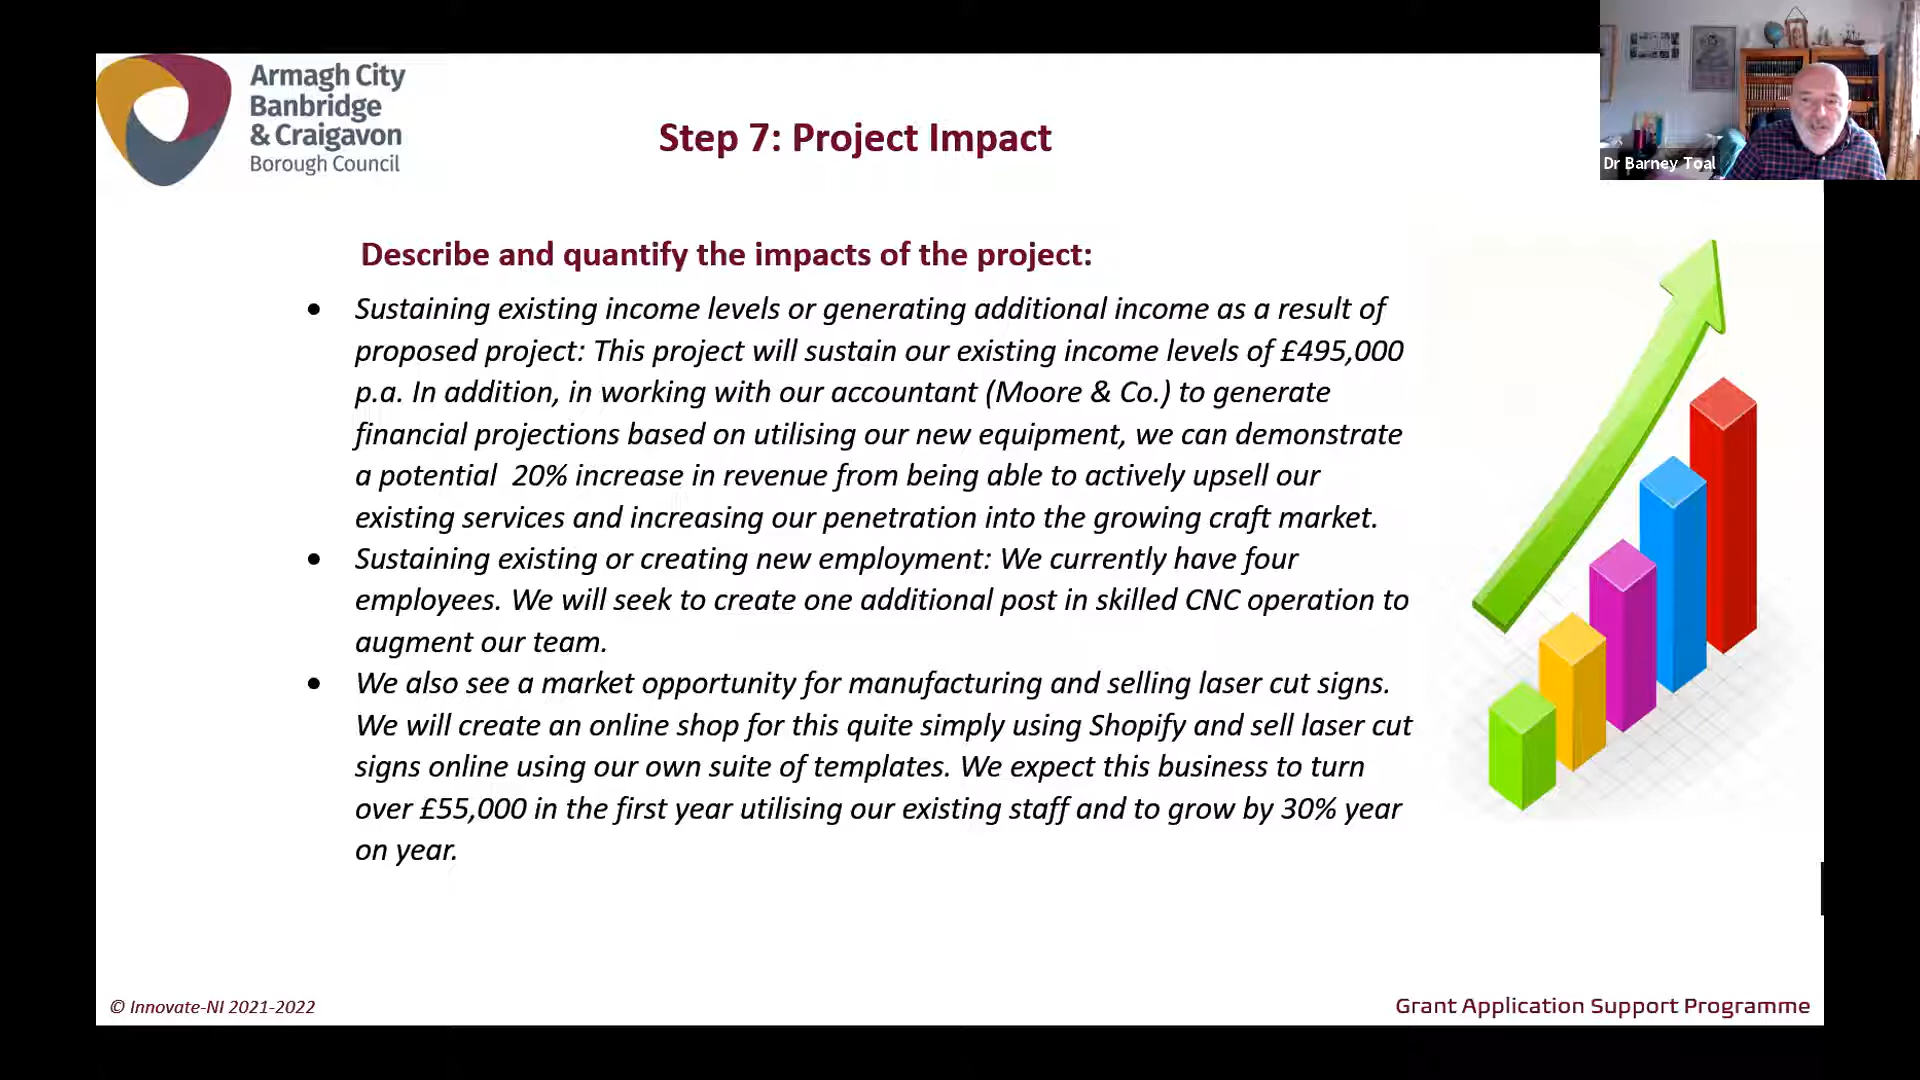 Armagh City
Banbridge
& Craigavon
Borough Council
Step 7: Project Impact
Dr Barney Toal
Describe and quantify the impacts of the project:
• Sustaining existing income levels or generating additional income as a result of
proposed project: This project will sustain our existing income levels of £495,000
p.a. In addition, in working with our accountant (Moore & Co.) to generate
financial projections based on utilising our new equipment, we can demonstrate
a potential  20% increase in revenue from being able to actively upsell our
existing services and increasing our penetration into the growing craft market.
• Sustaining existing or creating new employment: We currently have four
employees. We will seek to create one additional post in skilled CNC operation to
augment our team.
• We also see a market opportunity for manufacturing and selling laser cut signs.
We will create an online shop for this quite simply using Shopify and sell laser cut
signs online using our own suite of templates. We expect this business to turn
over £55,000 in the first year utilising our existing staff and to grow by 30% year
on year.
© Innovate-NI 2021-2022
Grant Application Support Programme